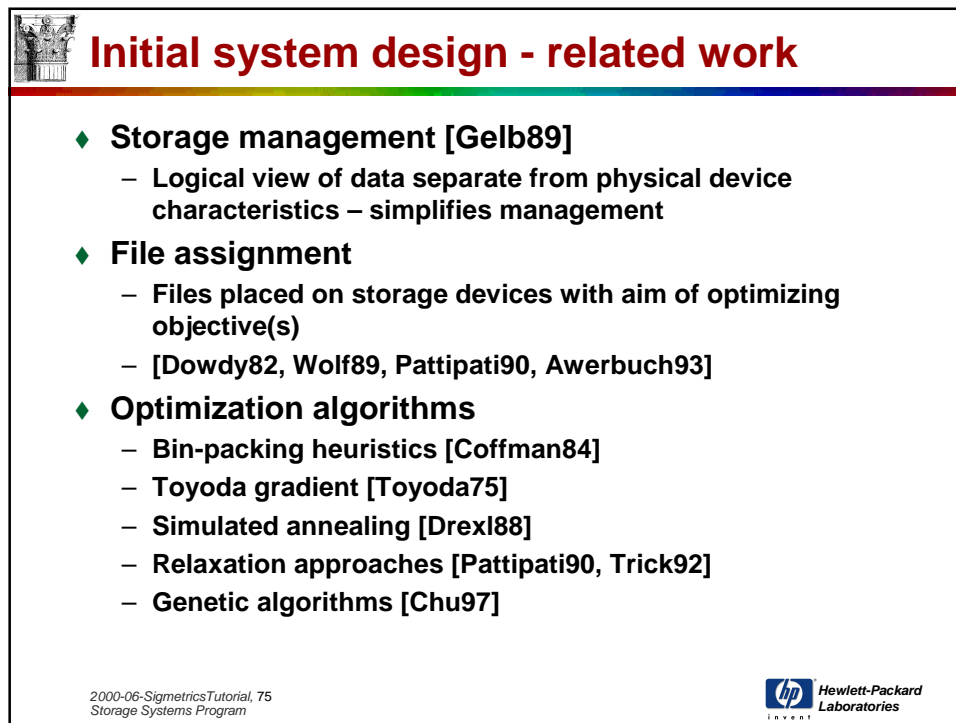 Initial system design - related work
♦ Storage management [Gelb89]
– Logical view of data separate from physical device
characteristics – simplifies management
♦ File assignment
– Files placed on storage devices with aim of optimizing
objective(s)
– [Dowdy82, Wolf89, Pattipati90, Awerbuch93]
♦ Optimization algorithms
– Bin-packing heuristics [Coffman84]
– Toyoda gradient [Toyoda75]
– Simulated annealing [Drexl88]
– Relaxation approaches [Pattipati90, Trick92]
– Genetic algorithms [Chu97]
2000-06-SigmetricsTutorial, 75
Storage Systems Program
hp
invent
Hewlett-Packard
Laboratories